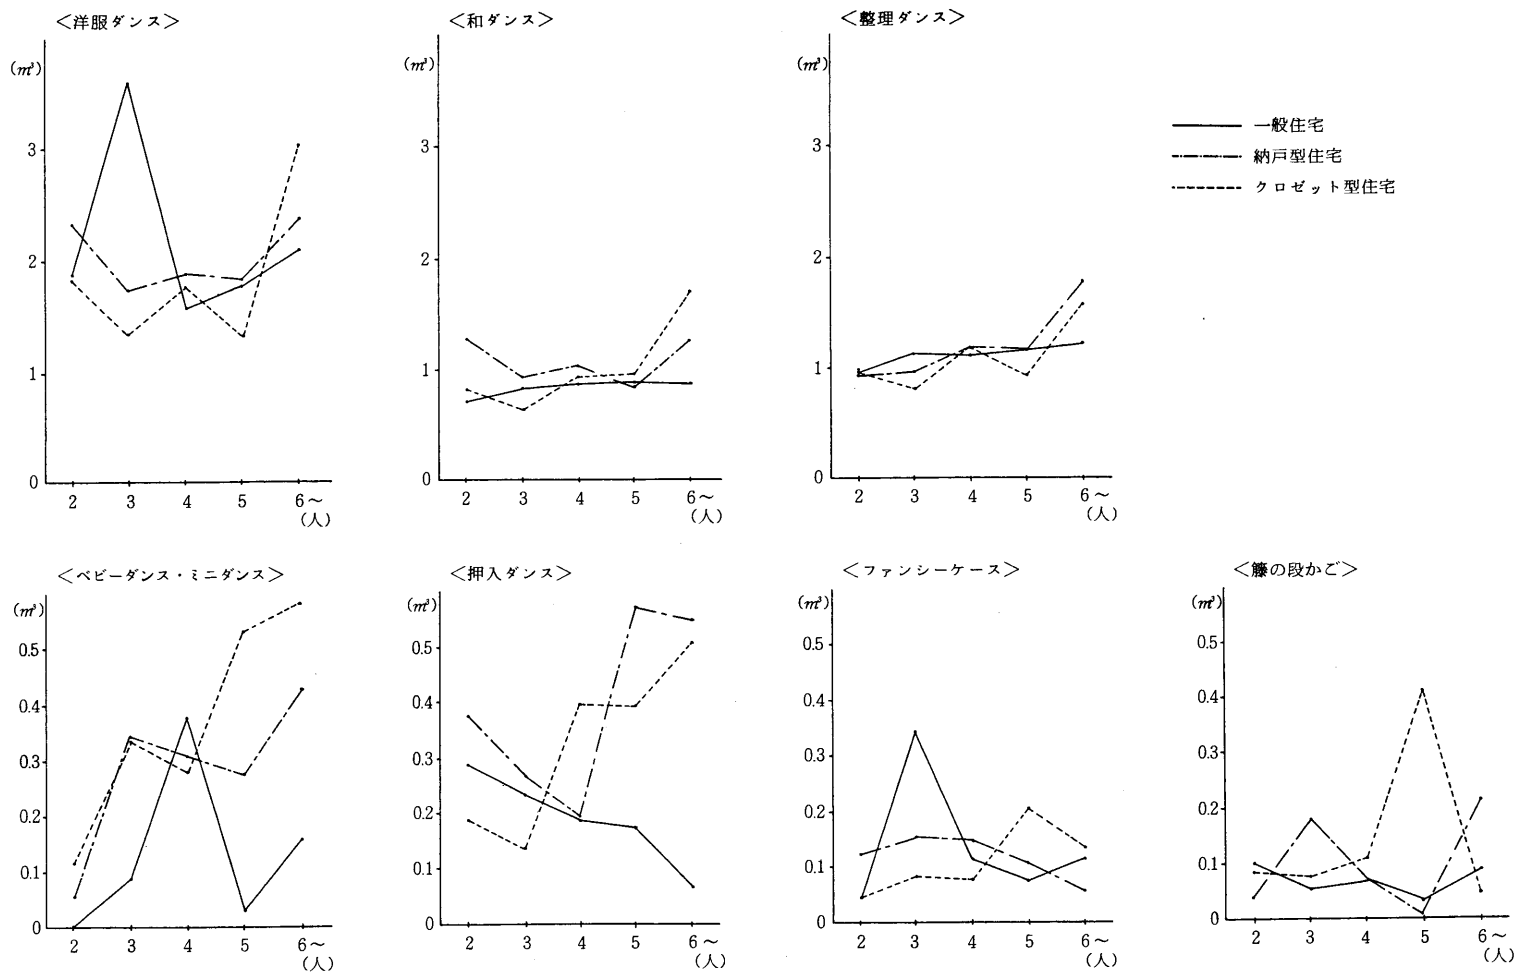 ＜洋服ダンス＞
(m³)
3
2
1
0
2 3 4 5 6～
(人)
＜和ダンス＞
(m³)
3
2
1
0
2 3 4 5 6～
(人)
＜整理ダンス＞
(m³)
3
2
1
0
2 3 4 5 6～
(人)
一般住宅
納戸型住宅
クロゼット型住宅
＜ベビーダンス・ミニダンス＞
(m³)
0.5
0.4
0.3
0.2
0.1
0
2 3 4 5 6～
(人)
＜押入ダンス＞
(m³)
0.5
0.4
0.3
0.2
0.1
0
2 3 4 5 6～
(人)
＜ファンシーケース＞
(m³)
0.5
0.4
0.3
0.2
0.1
0
2 3 4 5 6～
(人)
＜籐の段かご＞
(m³)
0.5
0.4
0.3
0.2
0.1
0
2 3 4 5 6～
(人)